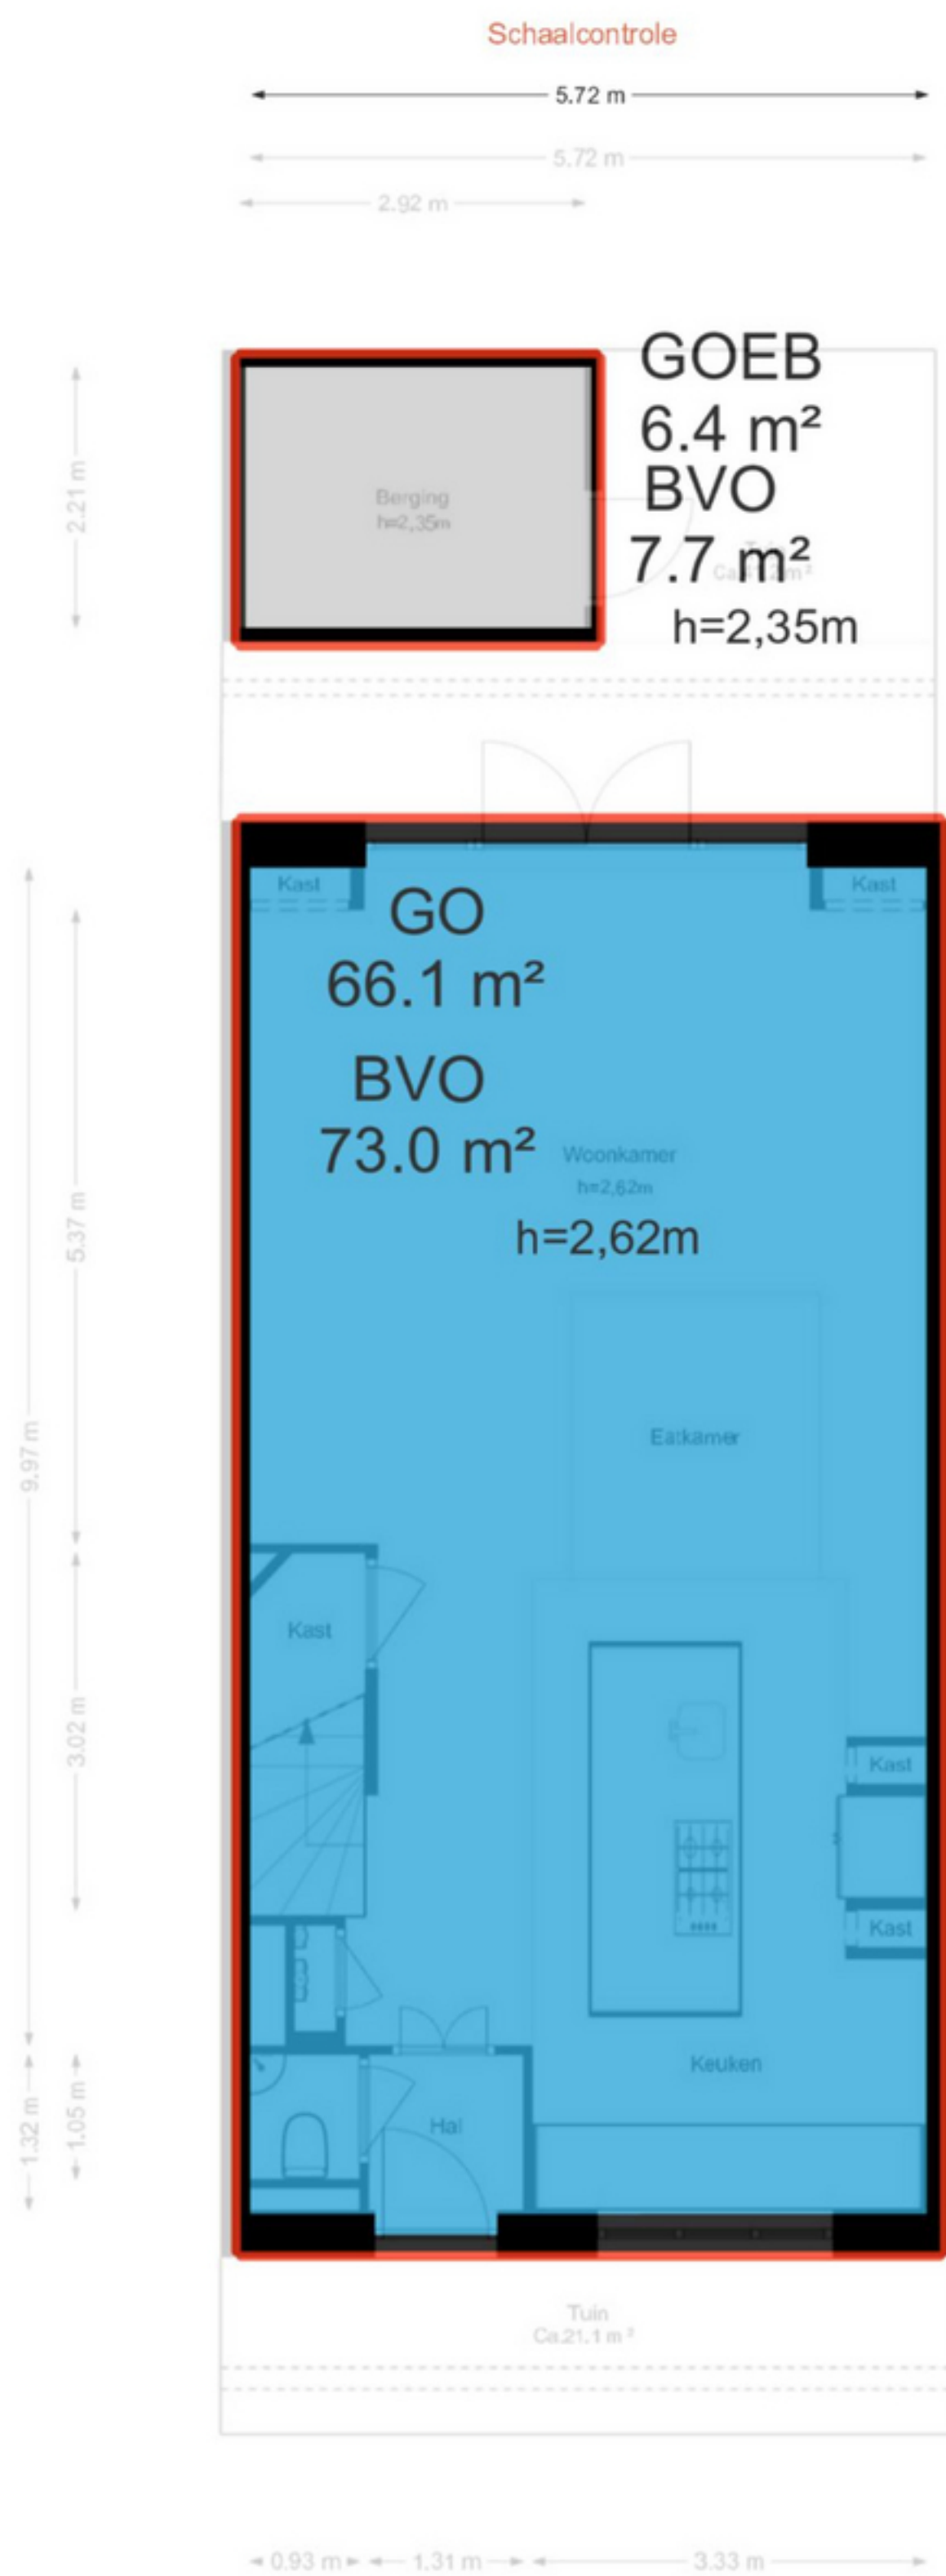 Schaalcontrole
5.72 m
5.72 m
2.92 m
GOEB
6.4 m²
BVO
7.7 m²
h=2,35m
2.21 m
Berging
h=2,35m
Kast
Kast
GO
66.1 m²
BVO
73.0 m²
Woonkamer
h=2,62m
h=2,62m
5.37 m
9.97 m
Eatkamer
Kast
3.02 m
Kast
Kast
Keuken
Hal
1.32 m
1.05 m
Tuin
Ca.21.1 m²
0.93 m
1.31 m
3.33 m